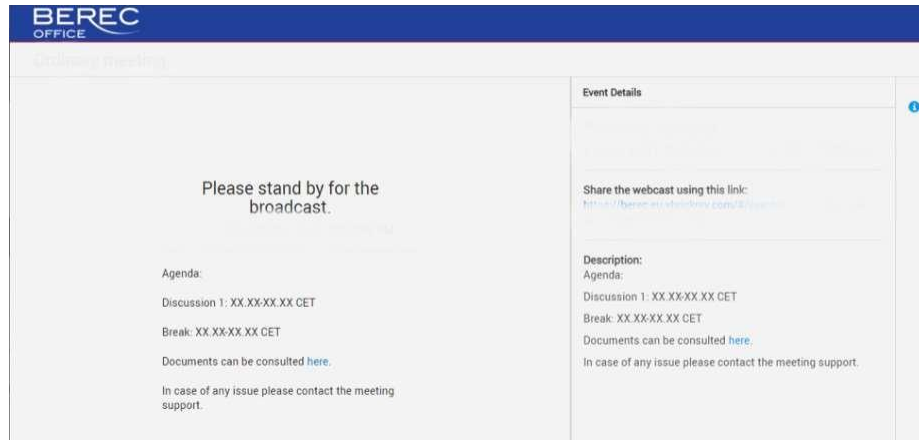 BEREC
OFFICE
Ordinary meeting
Please stand by for the
broadcast.
Agenda:
Discussion 1: XX.XX-XX.XX CET
Break: XX.XX-XX.XX CET
Documents can be consulted here.
In case of any issue please contact the meeting
support.
Event Details
Share the webcast using this link:
Description:
Agenda:
Discussion 1: XX.XX-XX.XX CET
Break: XX.XX-XX.XX CET
Documents can be consulted here.
In case of any issue please contact the meeting support.